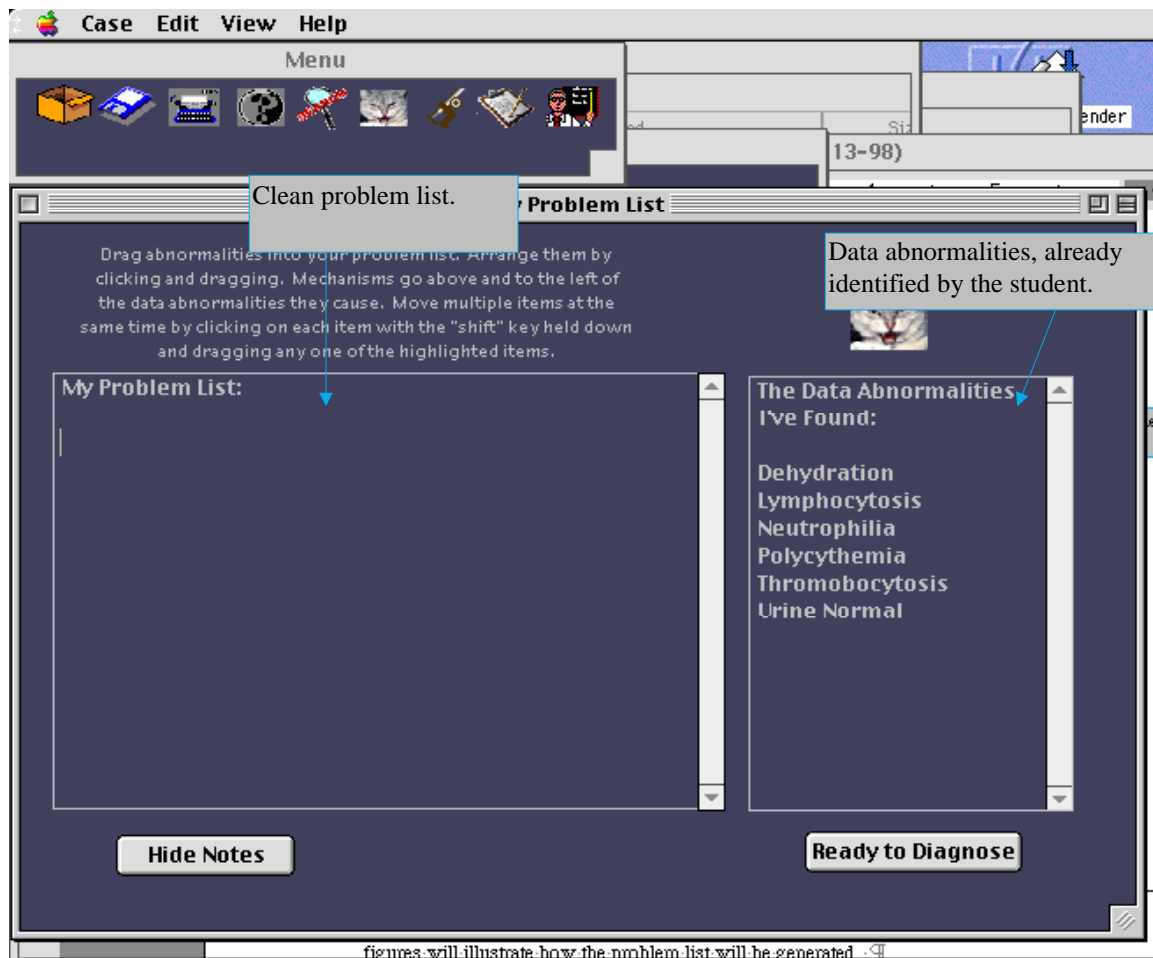 Case Edit View Help
Menu
ender
Siz
13-98)
Clean problem list.
Problem List
Data abnormalities, already
identified by the student.
Drag abnormalities into your problem list. Arrange them by
clicking and dragging. Mechanisms go above and to the left of
the data abnormalities they cause. Move multiple items at the
same time by clicking on each item with the "shift" key held down
and dragging any one of the highlighted items.
My Problem List:
The Data Abnormalities
I've Found:
Dehydration
Lymphocytosis
Neutrophilia
Polycythemia
Thromobocytosis
Urine Normal
Hide Notes
Ready to Diagnose
figures will illustrate how the problem list will be generated.